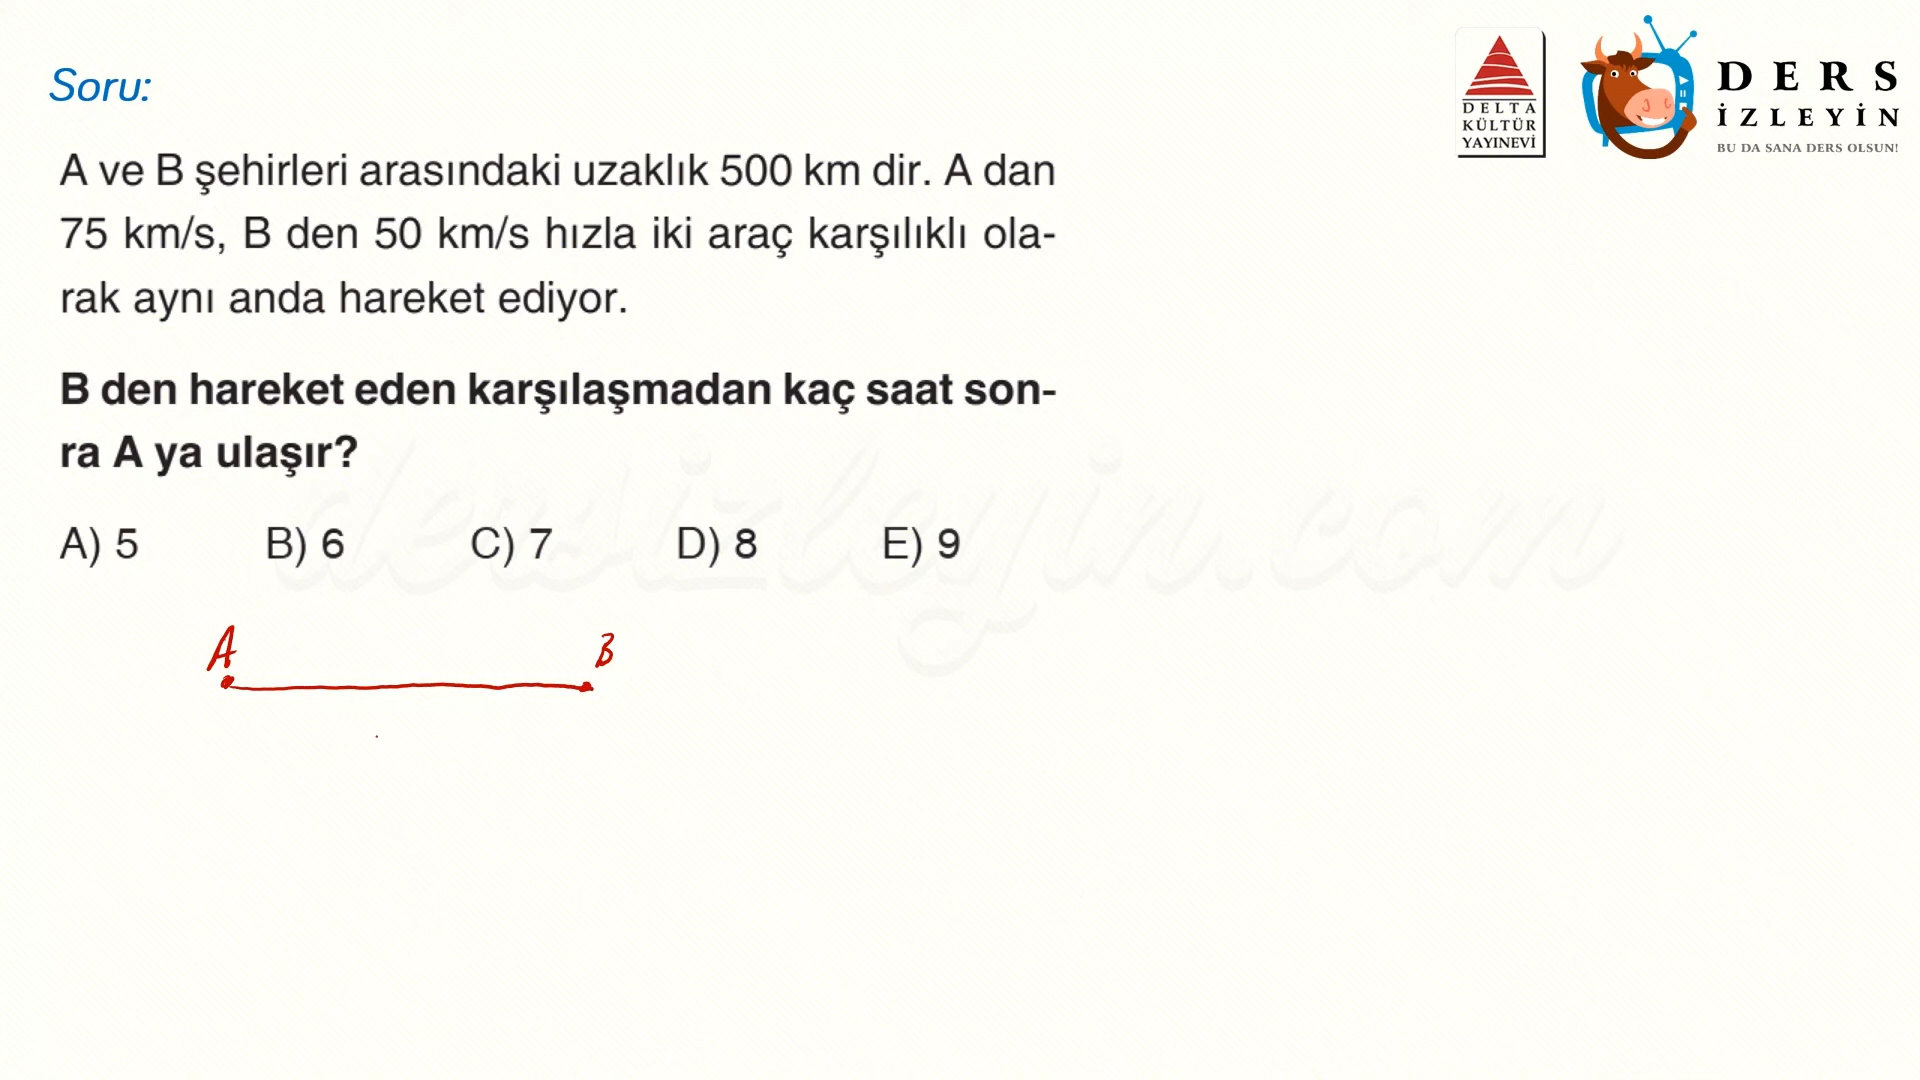 Soru:
DELTA
KÜLTÜR
YAYINEVİ
DERS
İZLEYİN
BU DA SANA DERS OLSUN!
A ve B şehirleri arasındaki uzaklık 500 km dir. A dan
75 km/s, B den 50 km/s hızla iki araç karşılıklı ola-
rak aynı anda hareket ediyor.
B den hareket eden karşılaşmadan kaç saat son-
ra A ya ulaşır?
A) 5 B) 6 C) 7 D) 8 E) 9
dersizleyin.com
A B